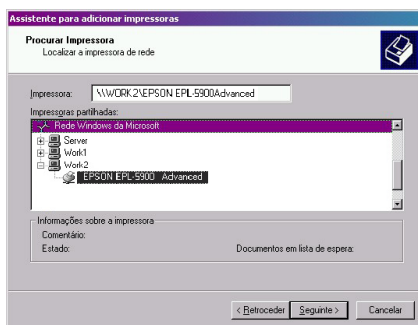 Assistente para adicionar impressoras
Procurar Impressora
Localizar a impressora de rede
Impressora: \\WORK2\EPSON EPL-5900Advanced
Impressoras partilhadas:
Rede Windows da Microsoft
Server
Work1
Work2
EPSON EPL-5900 Advanced
Informações sobre a impressora
Comentário:
Estado: Documentos em lista de espera:
< Retroceder Seguinte > Cancelar